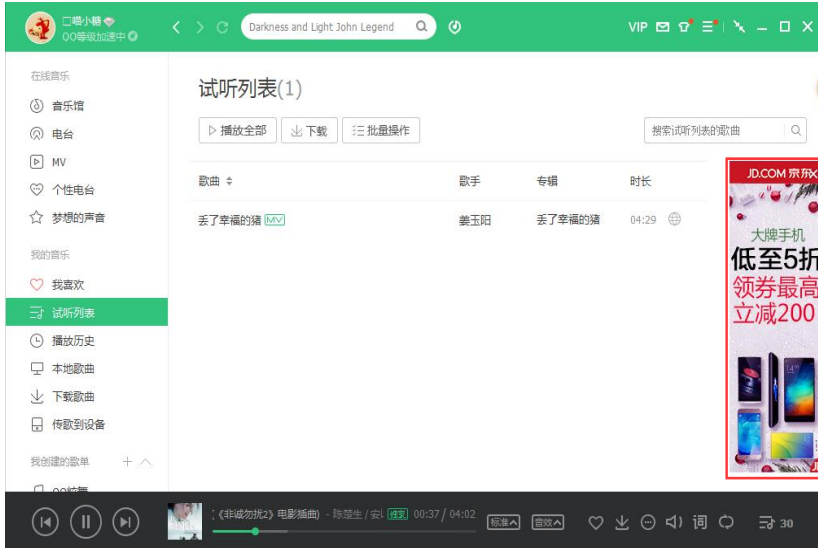 □喵小糖
QQ等级加速中
Darkness and Light John Legend
VIP
在线音乐
音乐馆
电台
MV
个性电台
梦想的声音
我的音乐
我喜欢
试听列表
播放历史
本地歌曲
下载歌曲
传歌到设备
我创建的歌单
试听列表(1)
播放全部 下载 批量操作
搜索试听列表的歌曲
歌曲 歌手 专辑 时长
丢了幸福的猪 MV 姜玉阳 丢了幸福的猪 04:29
JD.COM 京东
大牌手机
低至5折
领券最高
立减200
《非诚勿扰2》电影插曲) - 陈楚生 / 安 独家 00:37 / 04:02
标准 音效 词 30